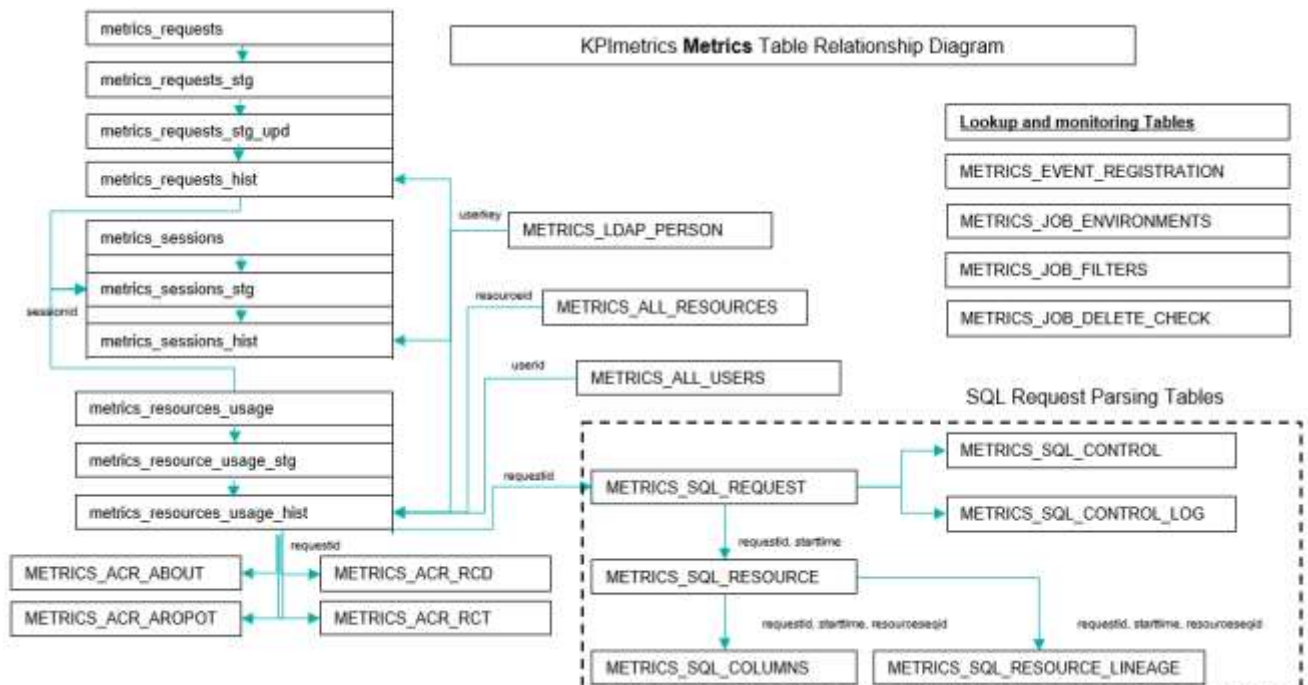 metrics_requests
KPImetrics Metrics Table Relationship Diagram
metrics_requests_stg
metrics_requests_stg_upd
metrics_requests_hist
Lookup and monitoring Tables
METRICS_EVENT_REGISTRATION
METRICS_JOB_ENVIRONMENTS
METRICS_JOB_FILTERS
METRICS_JOB_DELETE_CHECK
userkey
METRICS_LDAP_PERSON
metrics_sessions
metrics_sessions_stg
metrics_sessions_hist
sessionid
resourceid
METRICS_ALL_RESOURCES
userid
METRICS_ALL_USERS
metrics_resources_usage
metrics_resource_usage_stg
metrics_resources_usage_hist
SQL Request Parsing Tables
requestid
METRICS_SQL_REQUEST
METRICS_SQL_CONTROL
METRICS_SQL_CONTROL_LOG
requestid
METRICS_ACR_ABOUT
METRICS_ACR_RCD
METRICS_ACR_AROPOT
METRICS_ACR_RCT
requestid, starttime
METRICS_SQL_RESOURCE
requestid, starttime, resourceseqid
requestid, starttime, resourceseqid
METRICS_SQL_COLUMNS
METRICS_SQL_RESOURCE_LINEAGE